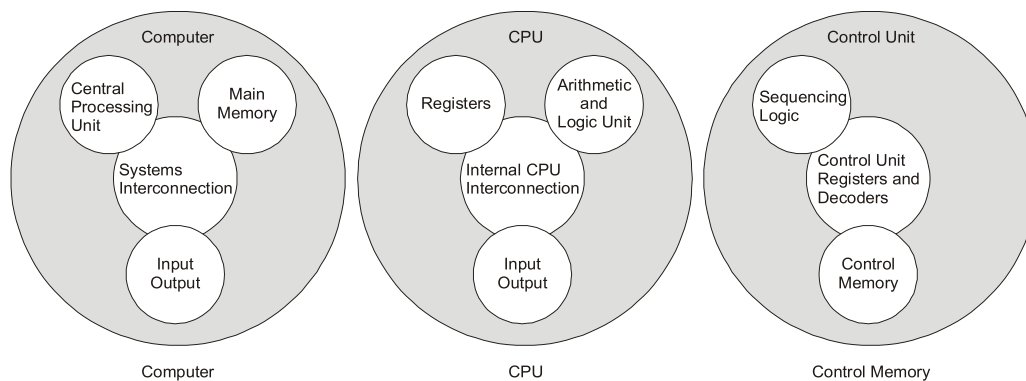 Computer
Central
Processing
Unit
Main
Memory
Systems
Interconnection
Input
Output
Computer
CPU
Registers
Arithmetic
and
Logic Unit
Internal CPU
Interconnection
Input
Output
CPU
Control Unit
Sequencing
Logic
Control Unit
Registers and
Decoders
Control
Memory
Control Memory